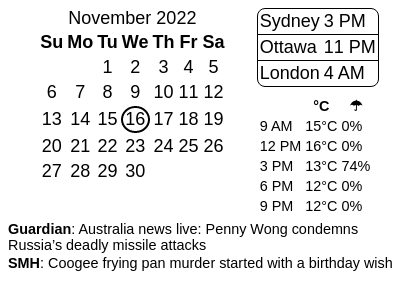 November 2022
Su Mo Tu We Th Fr Sa
1 2 3 4 5
6 7 8 9 10 11 12
13 14 15 16 17 18 19
20 21 22 23 24 25 26
27 28 29 30
Sydney 3 PM
Ottawa 11 PM
London 4 AM
°C ☂
9 AM 15°C 0%
12 PM 16°C 0%
3 PM 13°C 74%
6 PM 12°C 0%
9 PM 12°C 0%
Guardian: Australia news live: Penny Wong condemns
Russia’s deadly missile attacks
SMH: Coogee frying pan murder started with a birthday wish